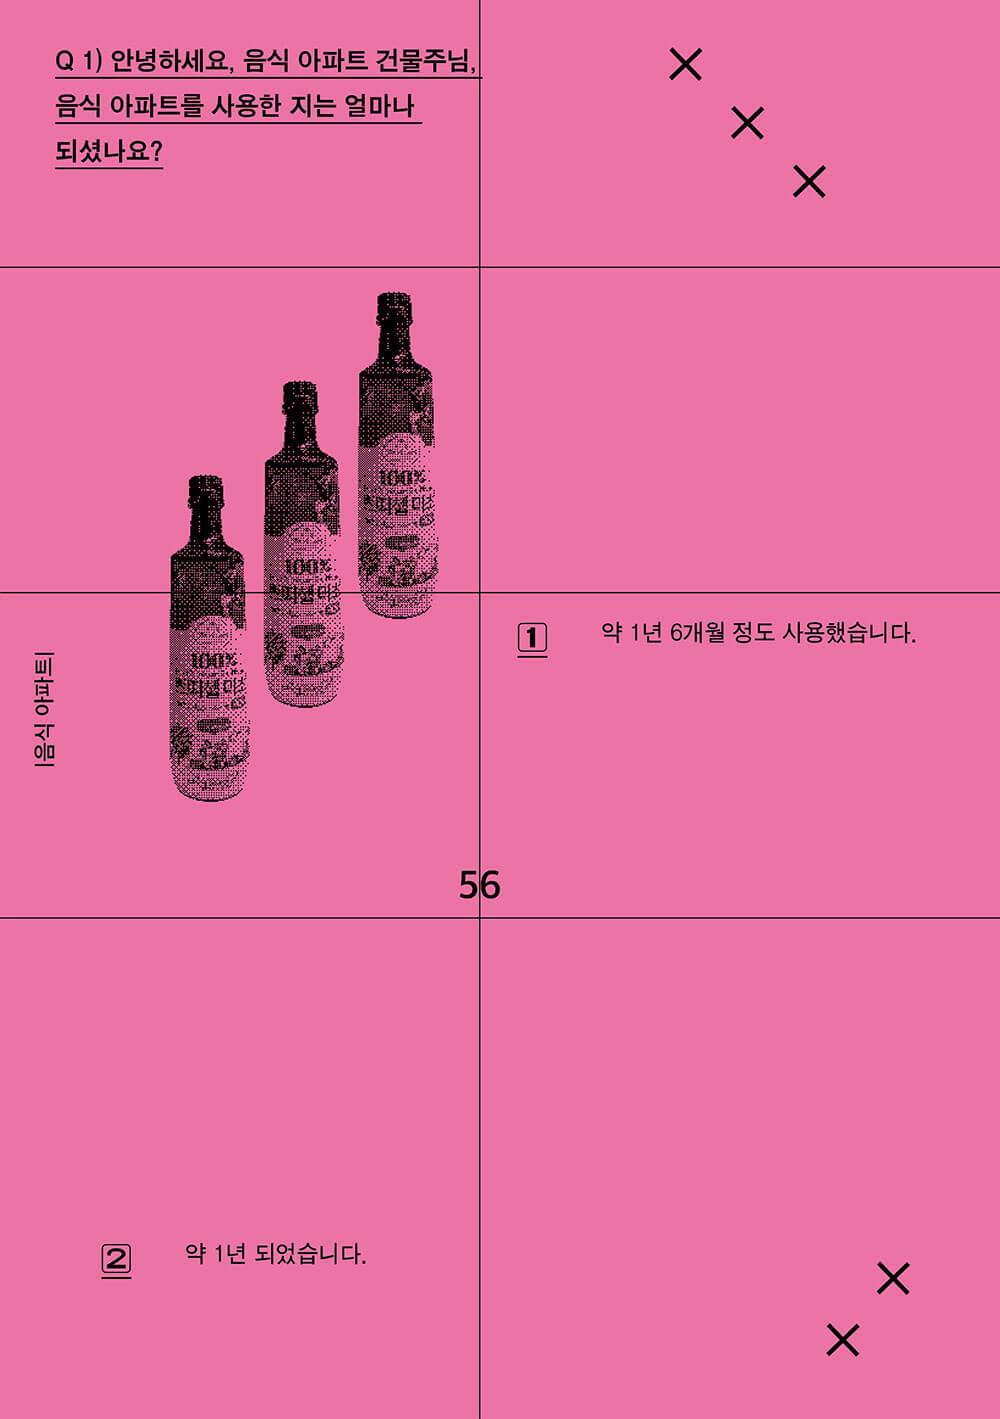 Q 1) 안녕하세요, 음식 아파트 건물주님,
음식 아파트를 사용한 지는 얼마나
되셨나요?
100%
100%
100%
1
약 1년 6개월 정도 사용했습니다.
|음식 아파트|
56
2
약 1년 되었습니다.